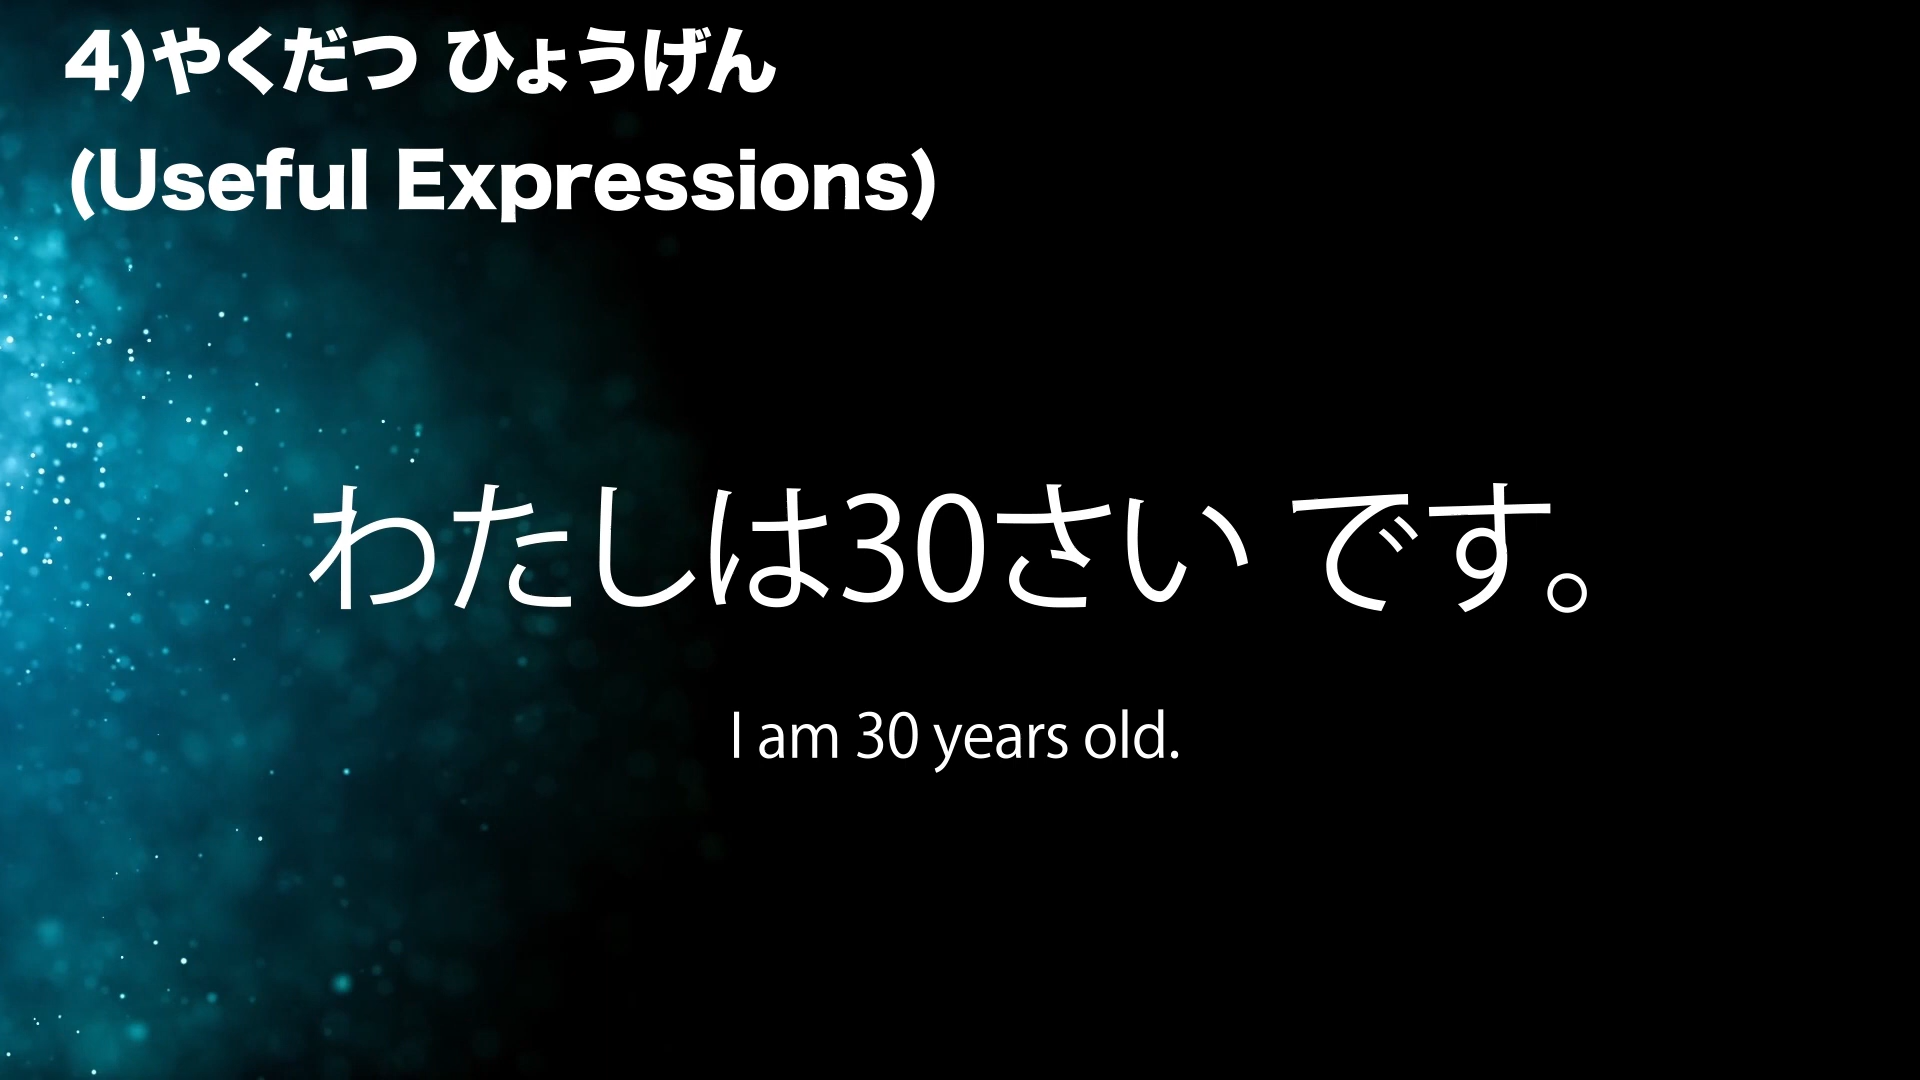 4)やくだつ ひょうげん
(Useful Expressions)
わたしは30さい です。
I am 30 years old.